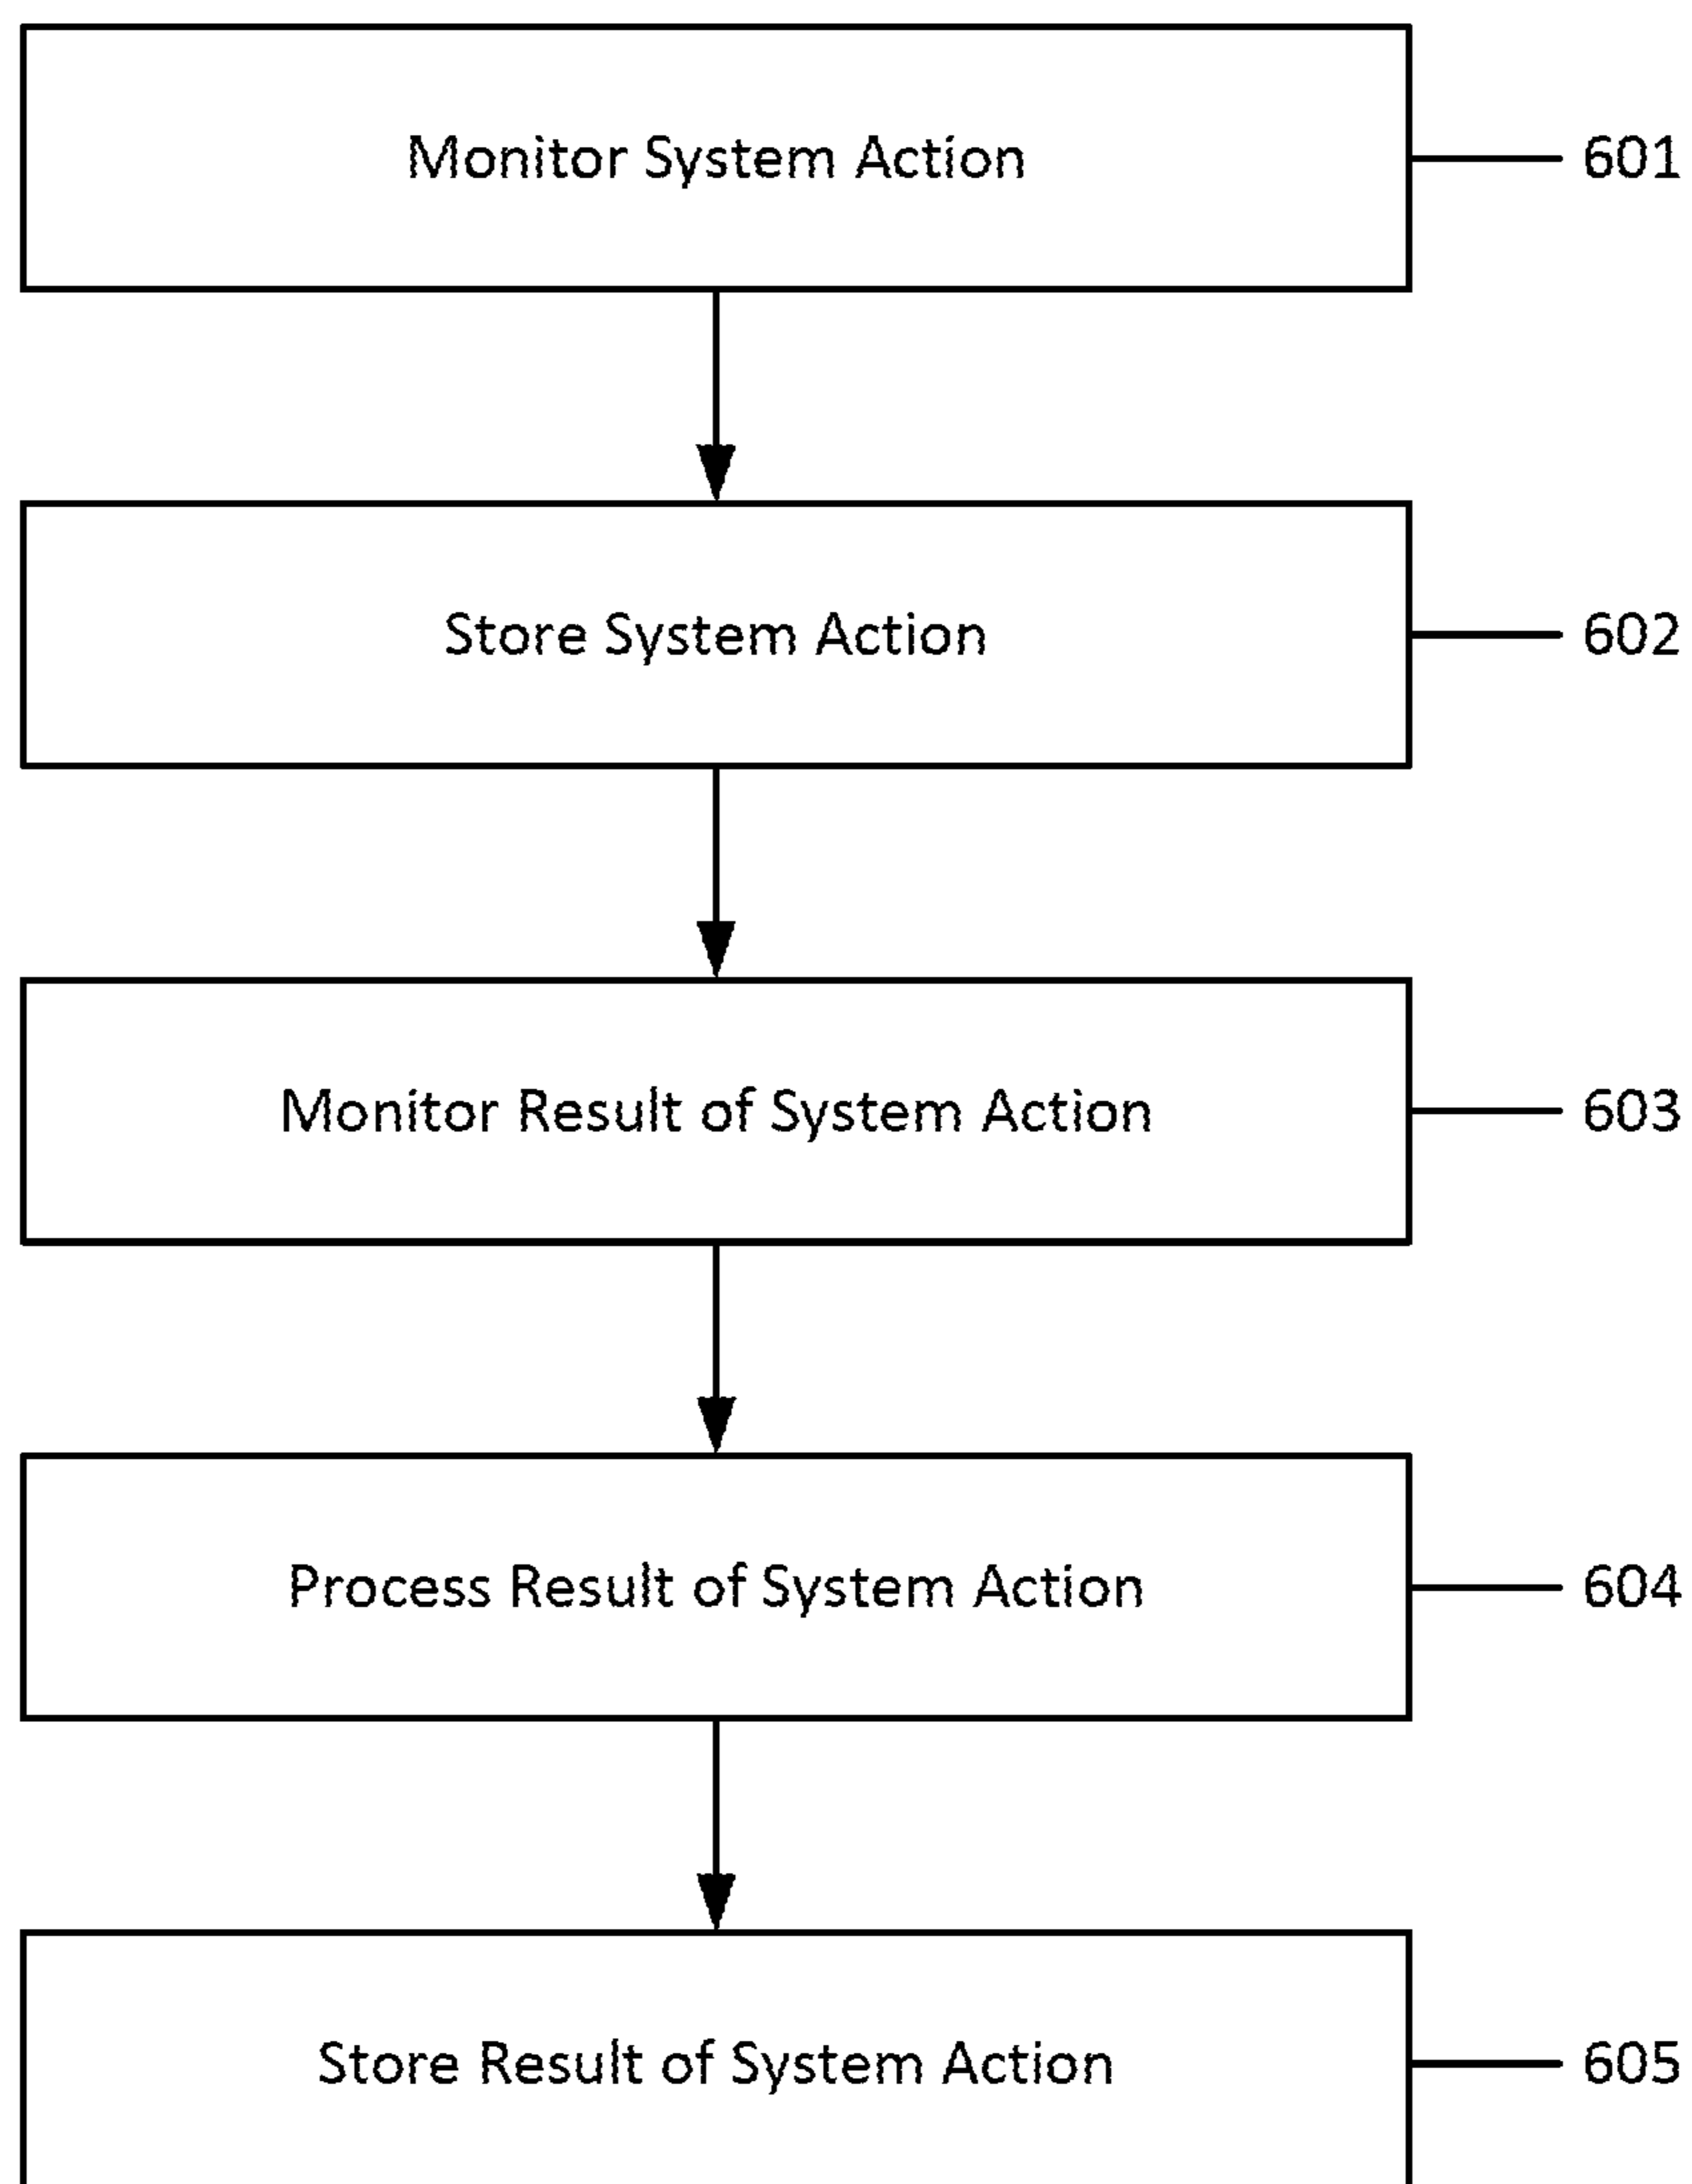 Monitor System Action 601
Store System Action 602
Monitor Result of System Action 603
Process Result of System Action 604
Store Result of System Action 605